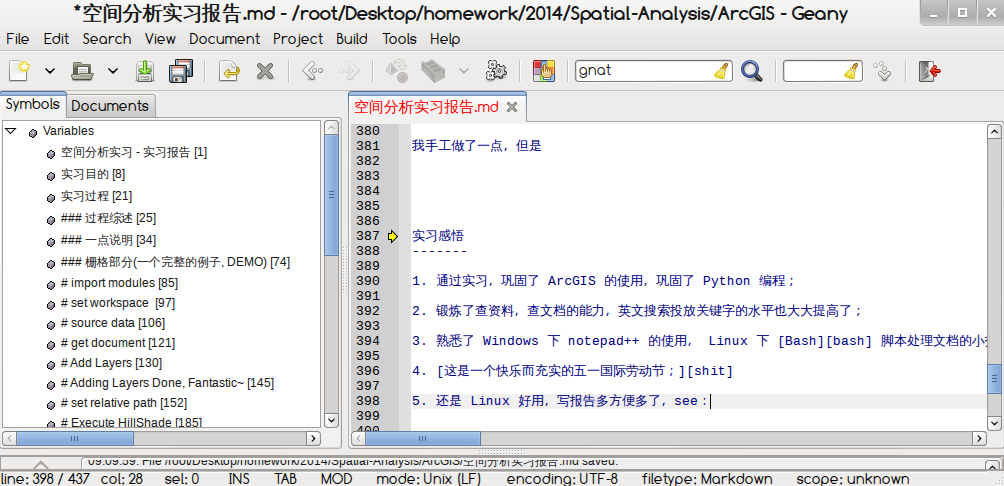 *空间分析实习报告.md - /root/Desktop/homework/2014/Spatial-Analysis/ArcGIS - Geany
File Edit Search View Document Project Build Tools Help
gnat
Symbols Documents
空间分析实习报告.md
Variables
空间分析实习 - 实习报告 [1]
实习目的 [8]
实习过程 [21]
### 过程综述 [25]
### 一点说明 [34]
### 栅格部分(一个完整的例子, DEMO) [74]
# import modules [85]
# set workspace [97]
# source data [106]
# get document [121]
# Add Layers [130]
# Adding Layers Done, Fantastic~ [145]
# set relative path [152]
# Execute HillShade [185]
380
381 我手工做了一点, 但是
382
383
384
385
386
387 实习感悟
388 -------
389
390 1. 通过实习, 巩固了 ArcGIS 的使用, 巩固了 Python 编程；
391
392 2. 锻炼了查资料, 查文档的能力, 英文搜索投放关键字的水平也大大提高了；
393
394 3. 熟悉了 Windows 下 notepad++ 的使用, Linux 下 [Bash][bash] 脚本处理文档的小
395
396 4. [这是一个快乐而充实的五一国际劳动节；][shit]
397
398 5. 还是 Linux 好用, 写报告多方便多了, see：
399
400
09:09:59: File /root/Desktop/homework/2014/Spatial-Analysis/ArcGIS/空间分析实习报告.md saved.
line: 398 / 437 col: 28 sel: 0 INS TAB MOD mode: Unix (LF) encoding: UTF-8 filetype: Markdown scope: unknown